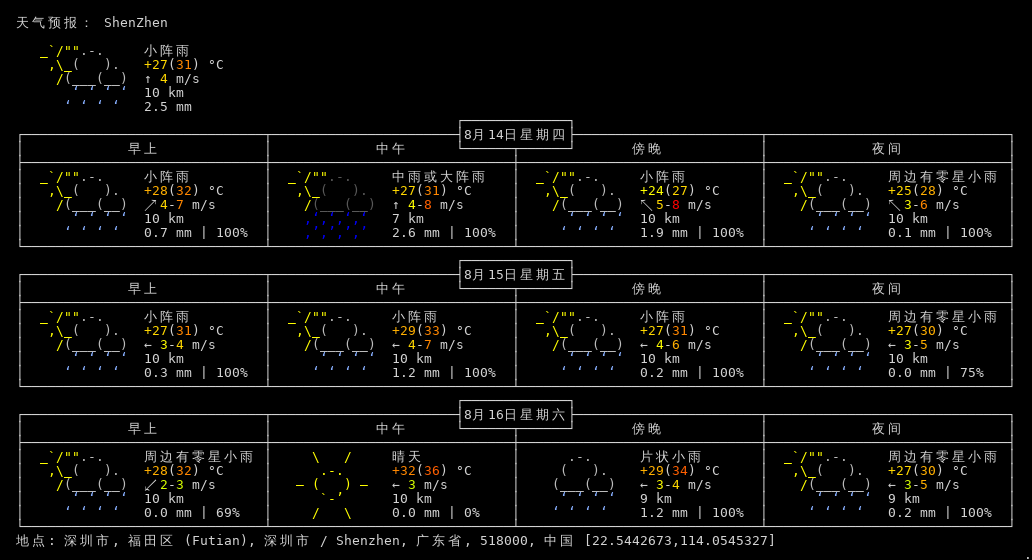 天气预报： ShenZhen
小阵雨
+27(31) °C
↑ 4 m/s
10 km
2.5 mm
8月14日星期四
早上 中午 傍晚 夜间
小阵雨 中雨或大阵雨 小阵雨 周边有零星小雨
+28(32) °C +27(31) °C +24(27) °C +25(28) °C
↗ 4-7 m/s ↑ 4-8 m/s ↖ 5-8 m/s ↖ 3-6 m/s
10 km 7 km 10 km 10 km
0.7 mm | 100% 2.6 mm | 100% 1.9 mm | 100% 0.1 mm | 100%
8月15日星期五
早上 中午 傍晚 夜间
小阵雨 小阵雨 小阵雨 周边有零星小雨
+27(31) °C +29(33) °C +27(31) °C +27(30) °C
← 3-4 m/s ← 4-7 m/s ← 4-6 m/s ← 3-5 m/s
10 km 10 km 10 km 10 km
0.3 mm | 100% 1.2 mm | 100% 0.2 mm | 100% 0.0 mm | 75%
8月16日星期六
早上 中午 傍晚 夜间
周边有零星小雨 晴天 片状小雨 周边有零星小雨
+28(32) °C +32(36) °C +29(34) °C +27(30) °C
↙ 2-3 m/s ← 3 m/s ← 3-4 m/s ← 3-5 m/s
10 km 10 km 9 km 9 km
0.0 mm | 69% 0.0 mm | 0% 1.2 mm | 100% 0.2 mm | 100%
地点: 深圳市, 福田区 (Futian), 深圳市 / Shenzhen, 广东省, 518000, 中国 [22.5442673,114.0545327]